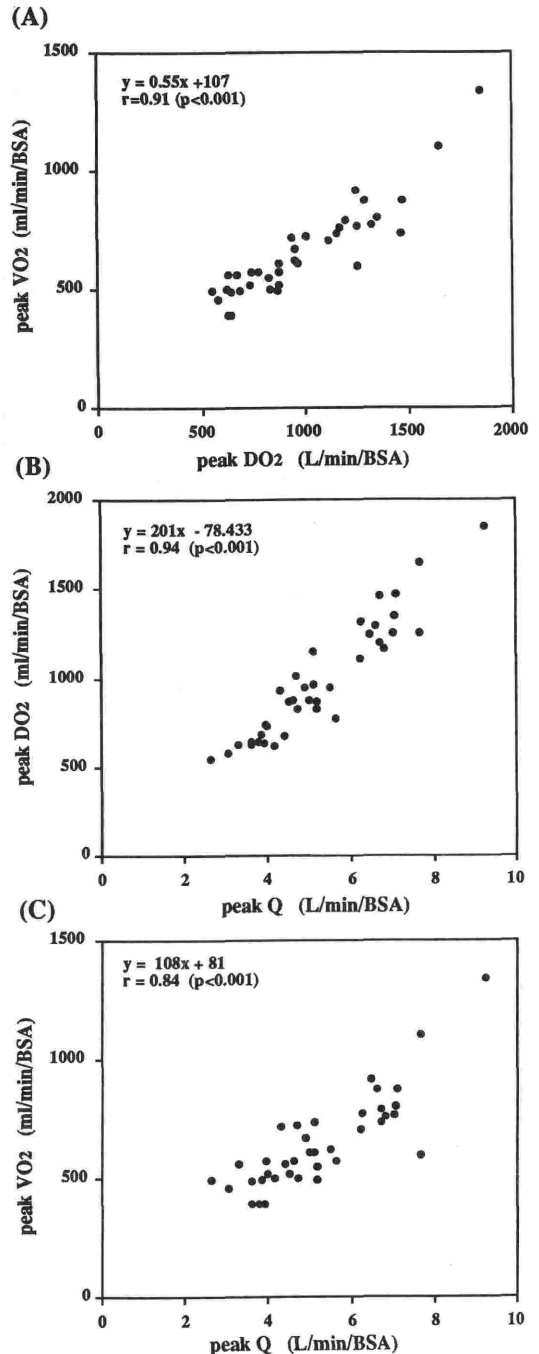 (A)
1500
y = 0.55x +107
r=0.91 (p<0.001)
1000
500
0
peak VO2 (ml/min/BSA)
0 500 1000 1500 2000
peak DO2 (L/min/BSA)
(B)
2000
y = 201x - 78.433
r = 0.94 (p<0.001)
1500
1000
500
0
peak DO2 (ml/min/BSA)
0 2 4 6 8 10
peak Q (L/min/BSA)
(C)
1500
y = 108x + 81
r = 0.84 (p<0.001)
1000
500
0
peak VO2 (ml/min/BSA)
0 2 4 6 8 10
peak Q (L/min/BSA)